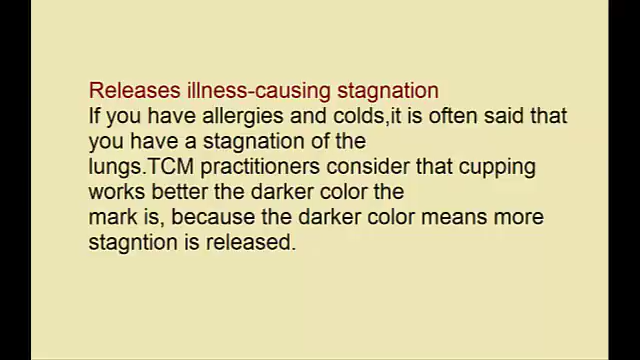 Releases illness-causing stagnation
If you have allergies and colds,it is often said that
you have a stagnation of the
lungs.TCM practitioners consider that cupping
works better the darker color the
mark is, because the darker color means more
stagntion is released.